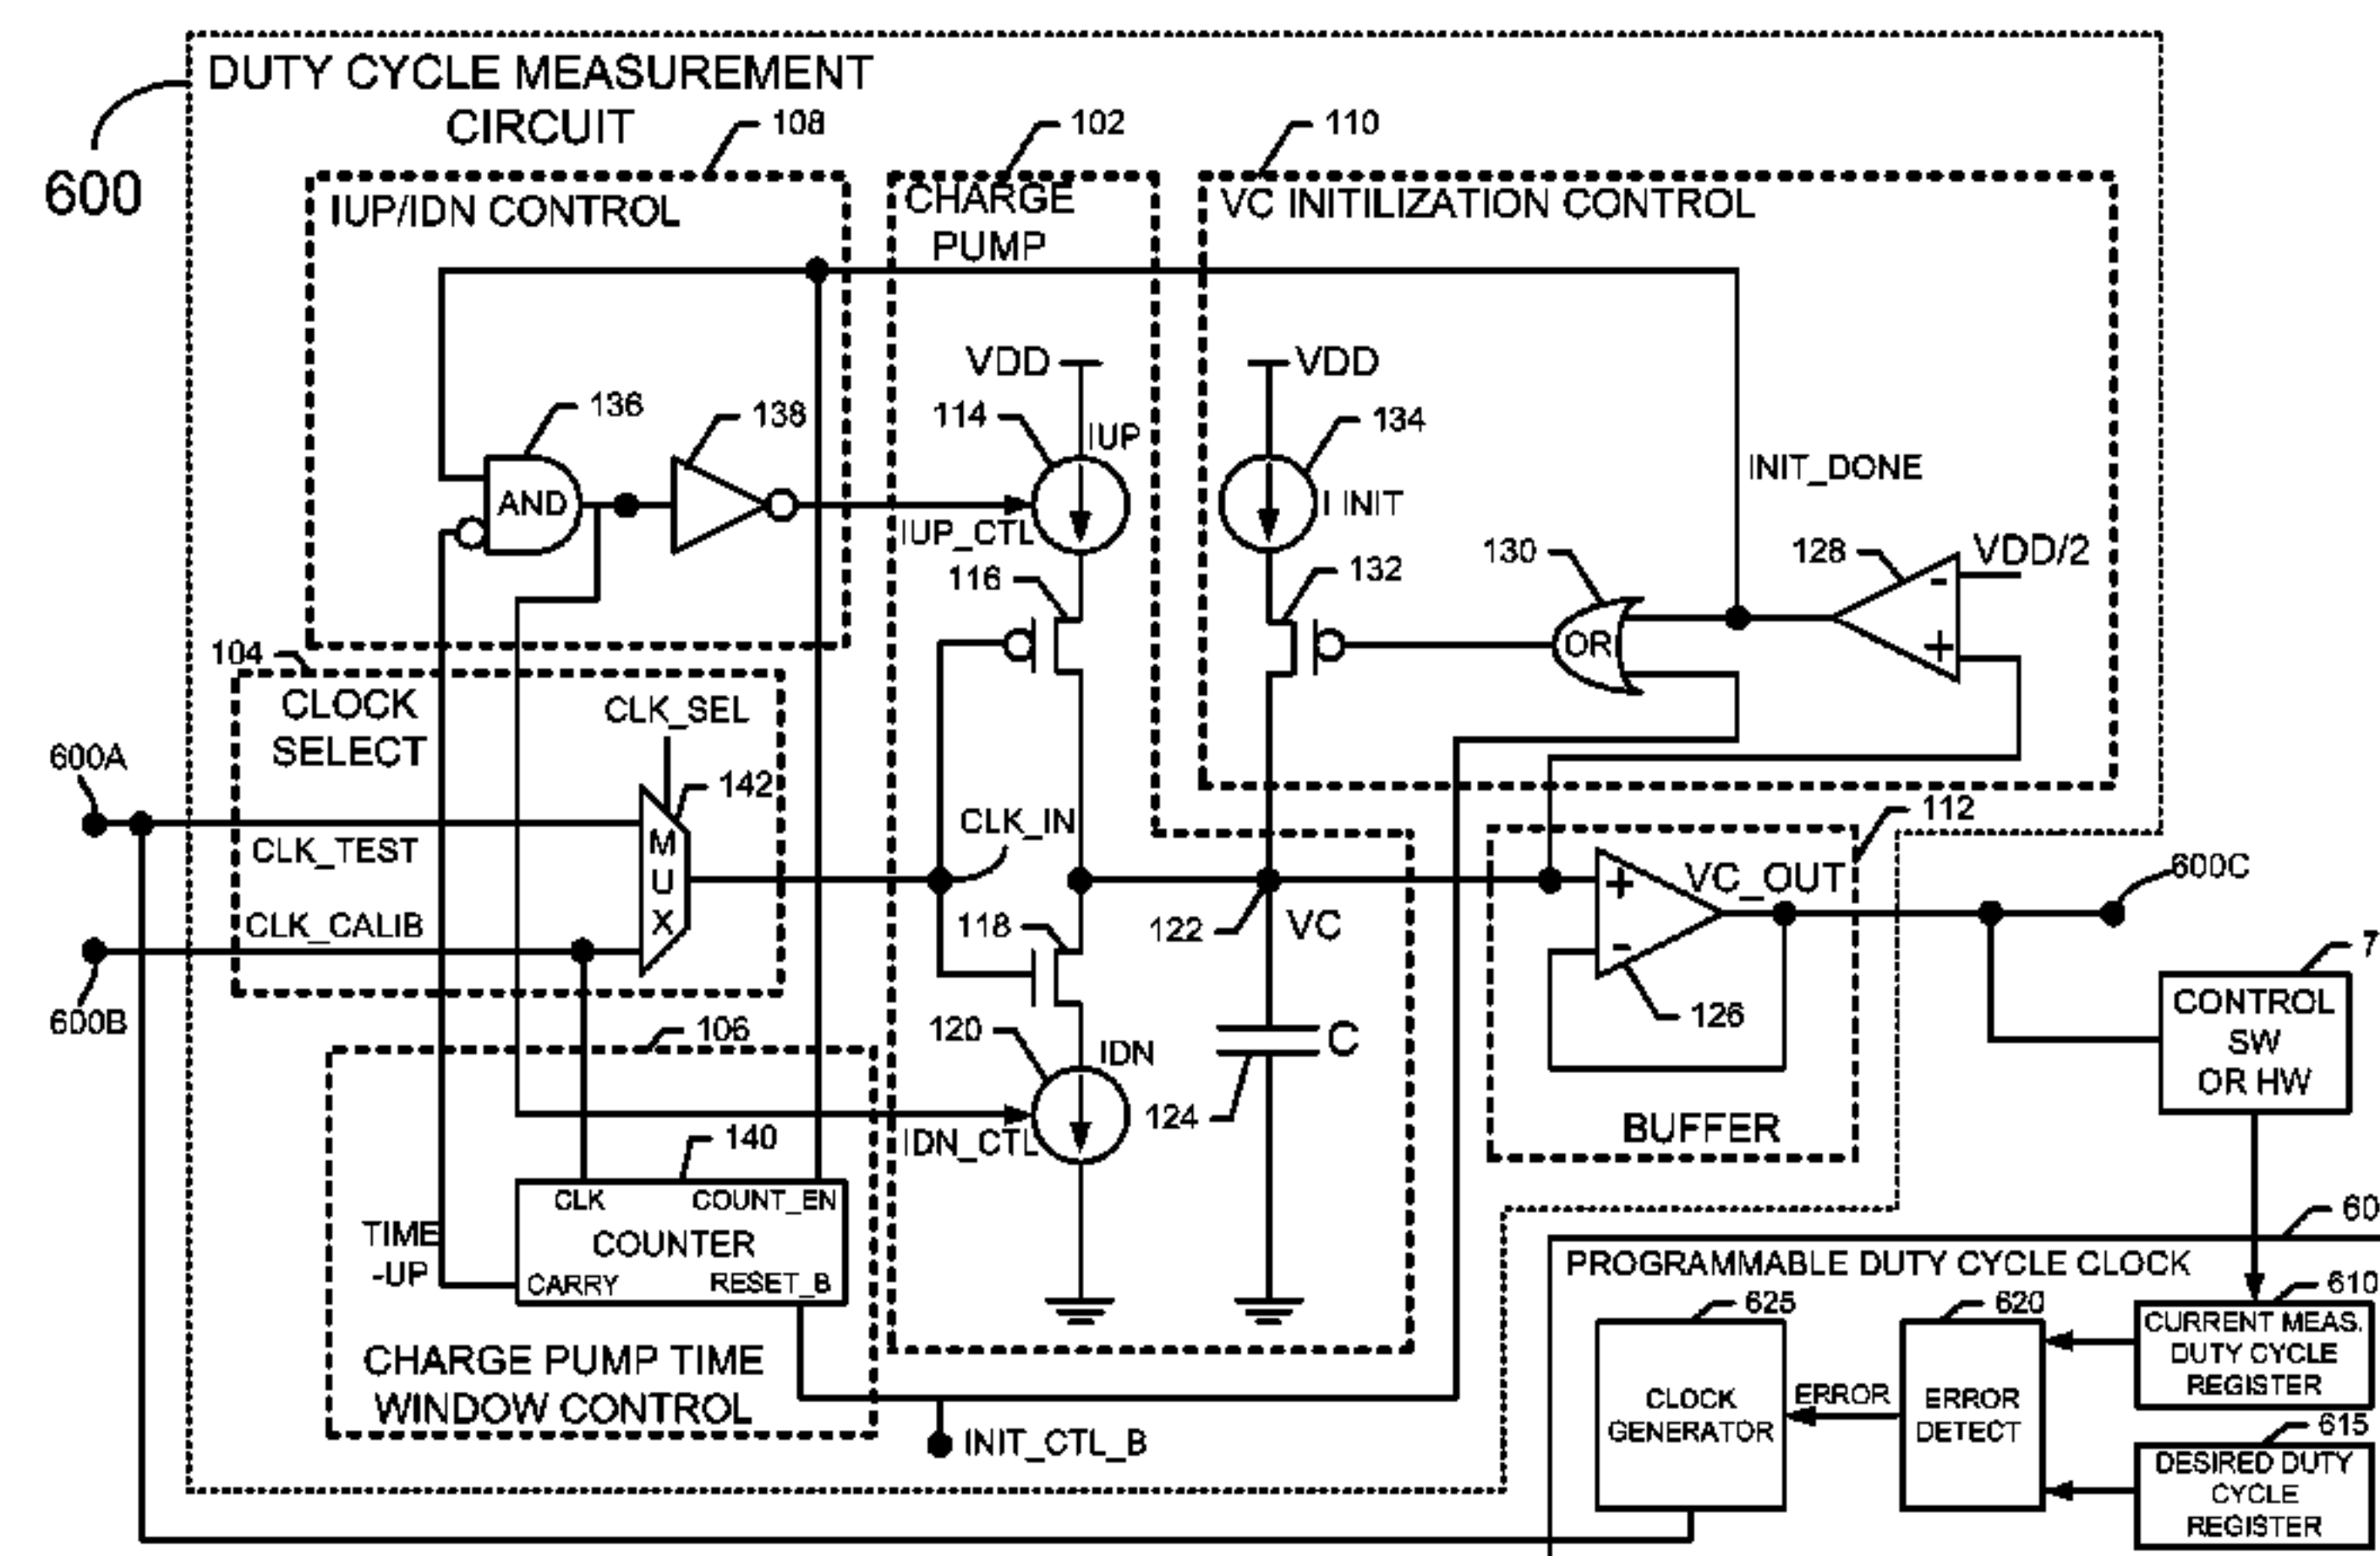 DUTY CYCLE MEASUREMENT
CIRCUIT
600
108
102
110
IUP/IDN CONTROL
CHARGE
PUMP
VC INITILIZATION CONTROL
VDD
VDD
136
138
114
IUP
134
INIT_DONE
AND
I INIT
IUP_CTL
116
132
130
128
VDD/2
-
+
OR
104
CLOCK
SELECT
CLK_SEL
600A
142
CLK_TEST
MUX
CLK_IN
112
VC_OUT
600C
+
-
CLK_CALIB
118
122
VC
600B
126
7
CONTROL
SW
OR HW
106
120
IDN
C
124
IDN_CTL
BUFFER
140
CLK
COUNT_EN
COUNTER
CARRY
RESET_B
TIME
-UP
60
PROGRAMMABLE DUTY CYCLE CLOCK
625
620
610
CURRENT MEAS.
DUTY CYCLE
REGISTER
CHARGE PUMP TIME
WINDOW CONTROL
CLOCK
GENERATOR
ERROR
ERROR
DETECT
615
INIT_CTL_B
DESIRED DUTY
CYCLE
REGISTER